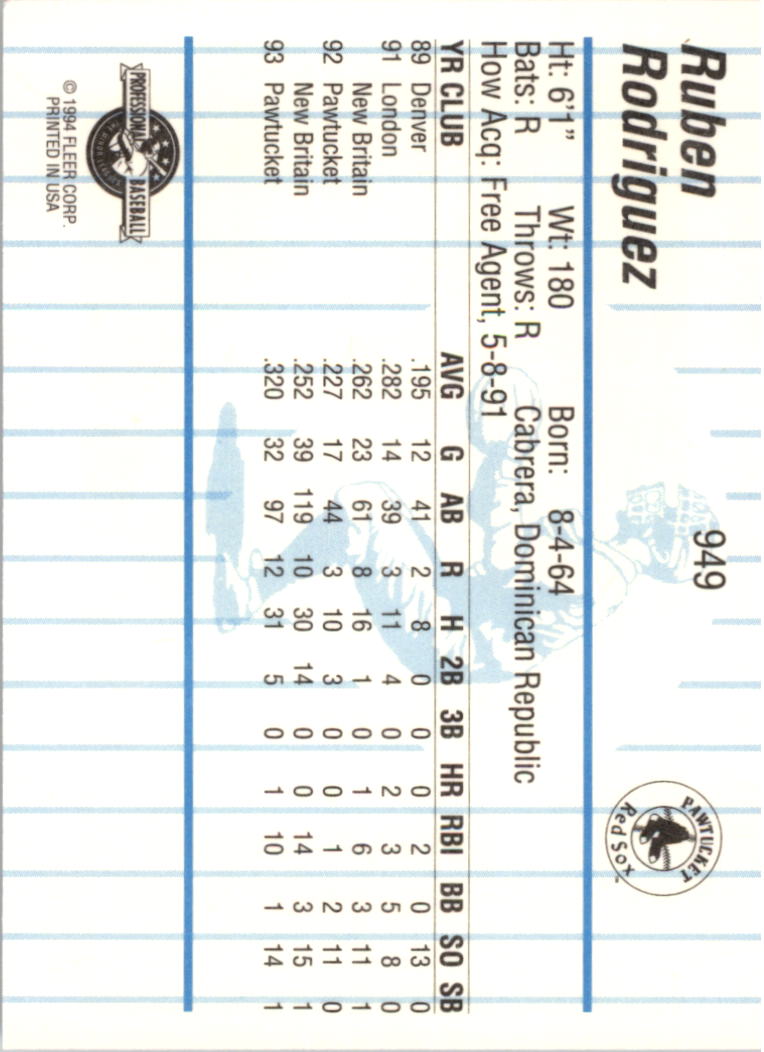 Ruben
Rodriguez
949
PAWTUCKET
Red Sox
Ht: 6'1" Wt: 180 Born: 8-4-64
Bats: R Throws: R Cabrera, Dominican Republic
How Acq: Free Agent, 5-8-91
YR CLUB AVG G AB R H 2B 3B HR RBI BB SO SB
89 Denver .195 12 41 2 8 0 0 0 2 0 13 0
91 London .282 14 39 3 11 4 0 2 3 5 8 0
New Britain .262 23 61 8 16 1 0 1 6 3 11 1
92 Pawtucket .227 17 44 3 10 3 0 0 1 2 11 0
New Britain .252 39 119 10 30 14 0 0 14 3 15 1
93 Pawtucket .320 32 97 12 31 5 0 1 10 1 14 1
PROFESSIONAL BASEBALL
© 1994 FLEER CORP.
PRINTED IN USA